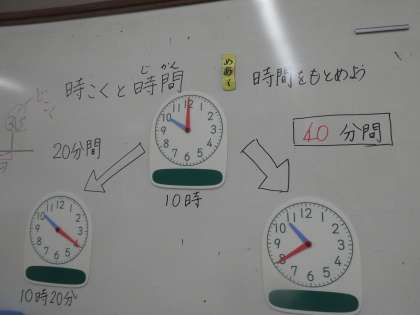 時こくと時間
じ かん
めあて
時間をもとめよう
20分間
40 分間
10時
10時20分